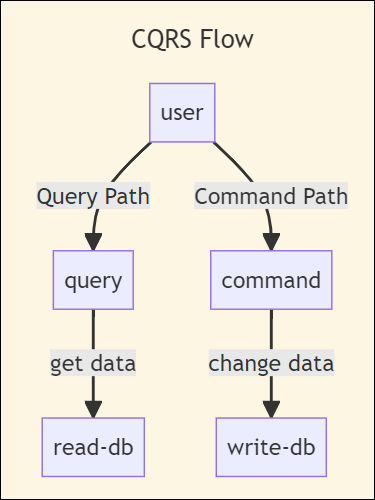 CQRS Flow
user
Query Path
Command Path
query
command
get data
change data
read-db
write-db